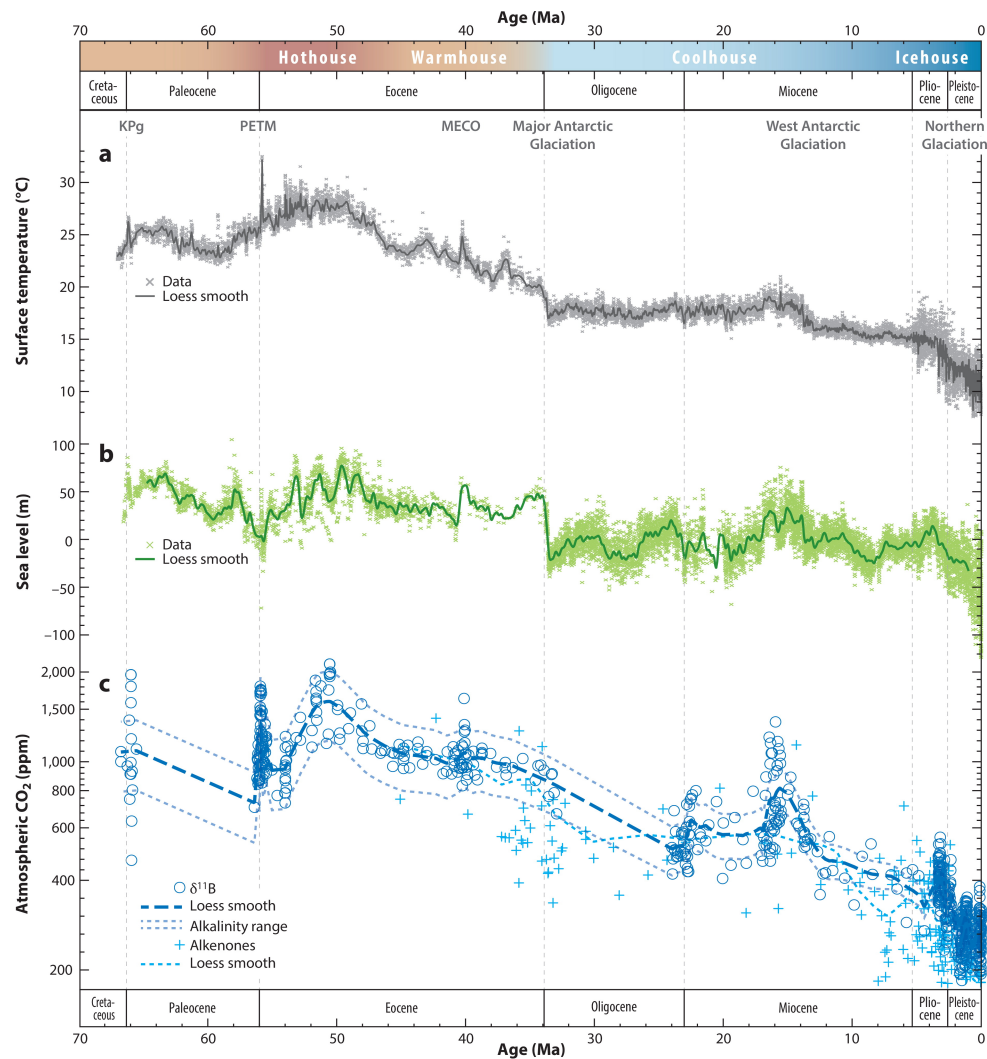 Age (Ma)
70 60 50 40 30 20 10 0
Hothouse Warmhouse Coolhouse Icehouse
Creta-
ceous
Paleocene
Eocene
Oligocene
Miocene
Plio-
cene
Pleisto-
cene
KPg
PETM
MECO
Major Antarctic
Glaciation
West Antarctic
Glaciation
Northern
Glaciation
a
Surface temperature (°C)
30
25
20
15
10
Data
Loess smooth
b
Sea level (m)
100
50
0
−50
−100
Data
Loess smooth
c
Atmospheric CO2 (ppm)
2,000
1,500
1,000
800
600
400
200
δ11B
Loess smooth
Alkalinity range
Alkenones
Loess smooth
Creta-
ceous
Paleocene
Eocene
Oligocene
Miocene
Plio-
cene
Pleisto-
cene
70 60 50 40 30 20 10 0
Age (Ma)